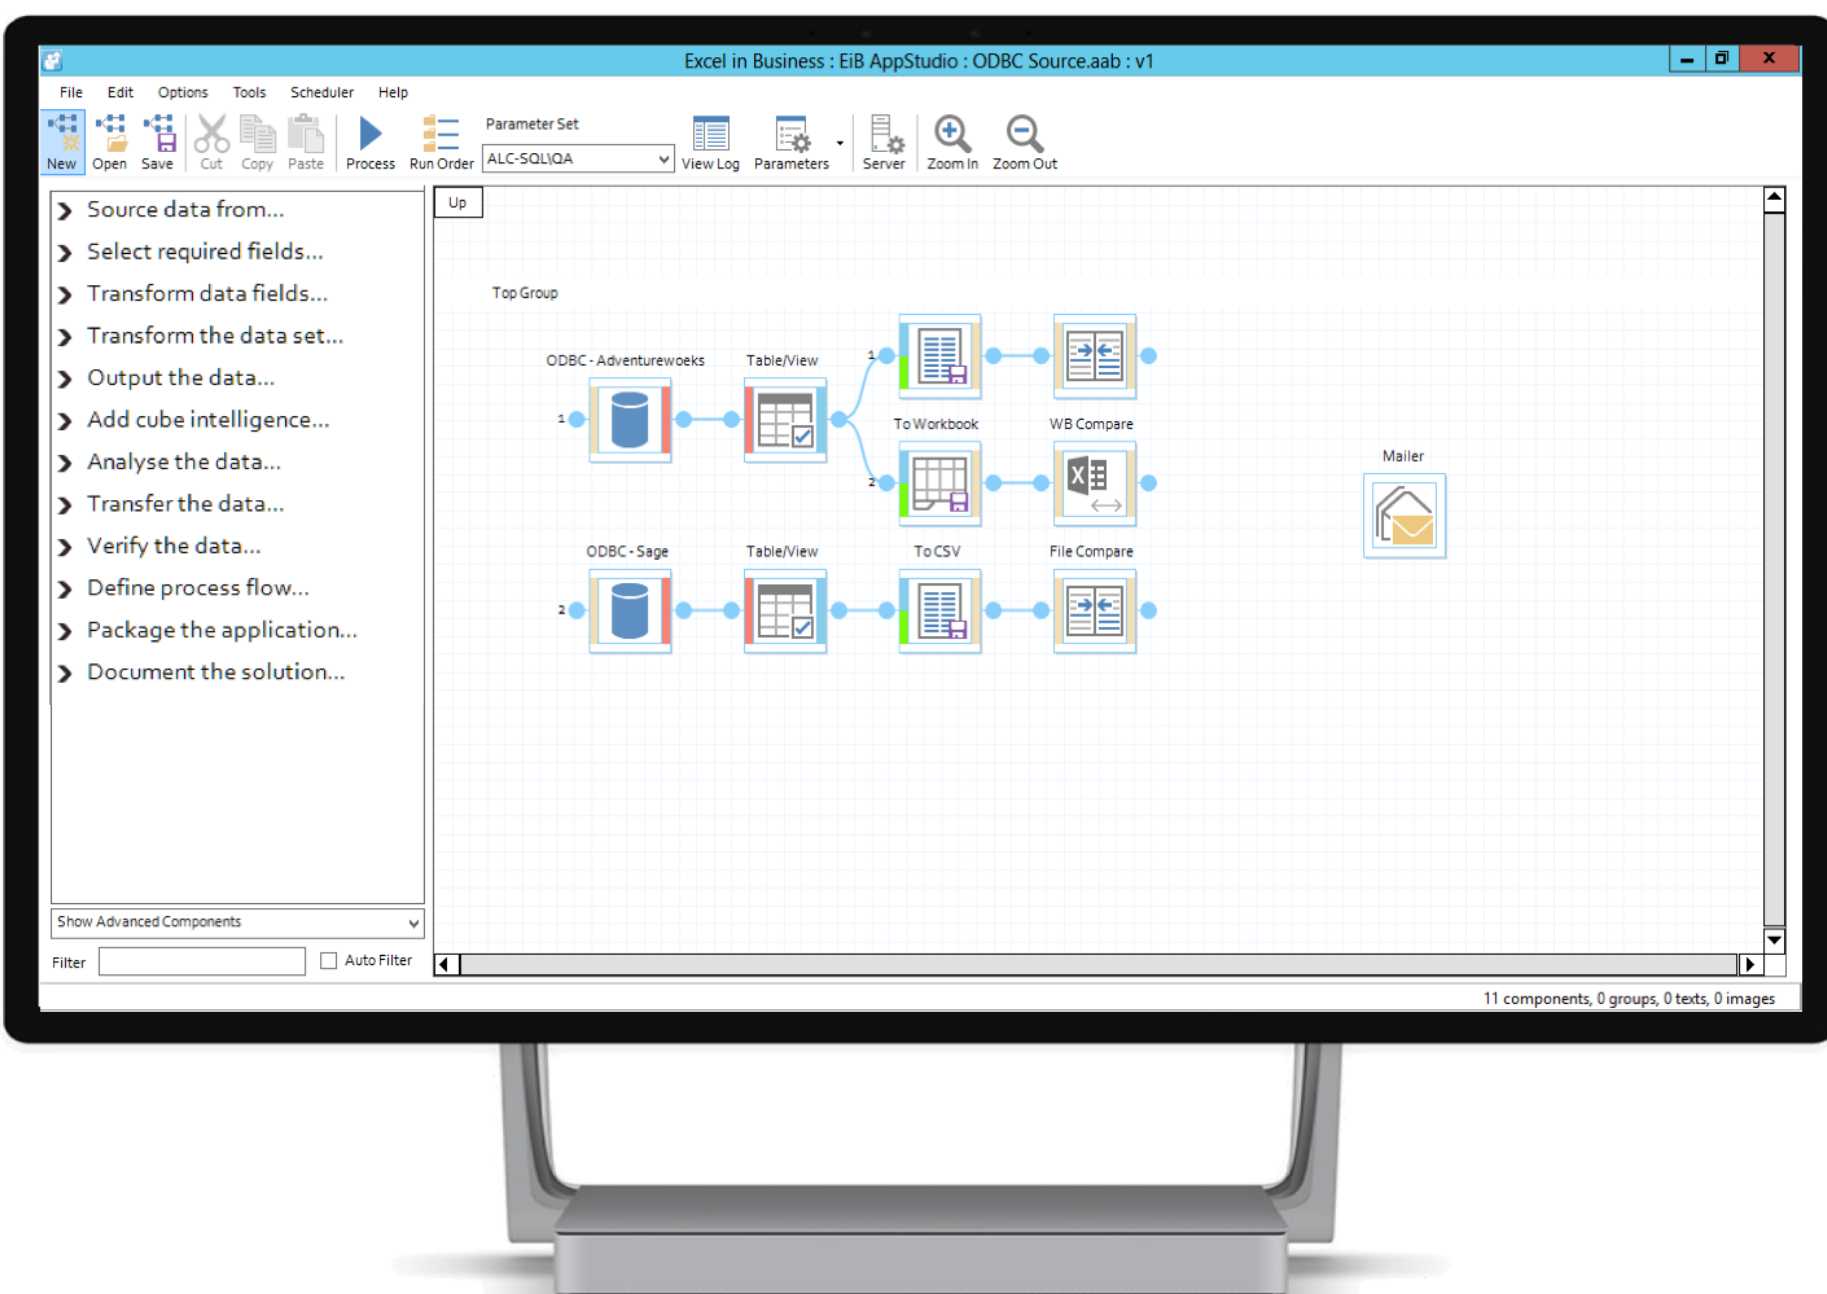 Excel in Business : EiB AppStudio : ODBC Source.aab : v1
File Edit Options Tools Scheduler Help
Parameter Set
ALC-SQL\QA
New Open Save Cut Copy Paste Process Run Order View Log Parameters Server Zoom In Zoom Out
Source data from...
Select required fields...
Transform data fields...
Transform the data set...
Output the data...
Add cube intelligence...
Analyse the data...
Transfer the data...
Verify the data...
Define process flow...
Package the application...
Document the solution...
Show Advanced Components
Filter
Auto Filter
Up
Top Group
ODBC - Adventurewoeks Table/View
1
1
To Workbook WB Compare
2
X
Mailer
ODBC - Sage Table/View To CSV File Compare
2
11 components, 0 groups, 0 texts, 0 images